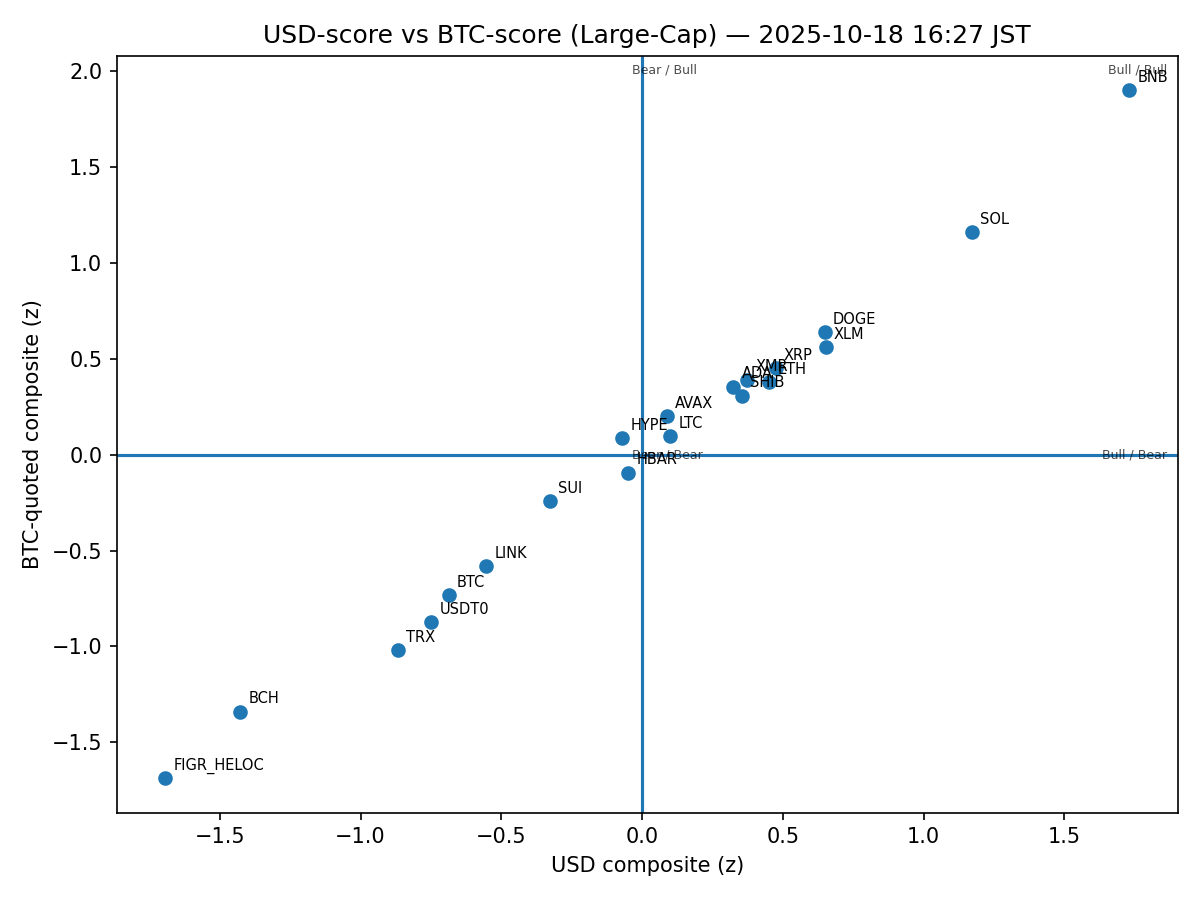 USD-score vs BTC-score (Large-Cap) — 2025-10-18 16:27 JST
BTC-quoted composite (z)
2.0
1.5
1.0
0.5
0.0
−0.5
−1.0
−1.5
Bear / Bull
Bull / Bull
BNB
SOL
DOGE
XLM
XRP
XMR
ETH
ADA
SHIB
AVAX
LTC
HYPE
Bear / Bear
HBAR
Bull / Bear
SUI
LINK
BTC
USDT0
TRX
BCH
FIGR_HELOC
−1.5
−1.0
−0.5
0.0
0.5
1.0
1.5
USD composite (z)